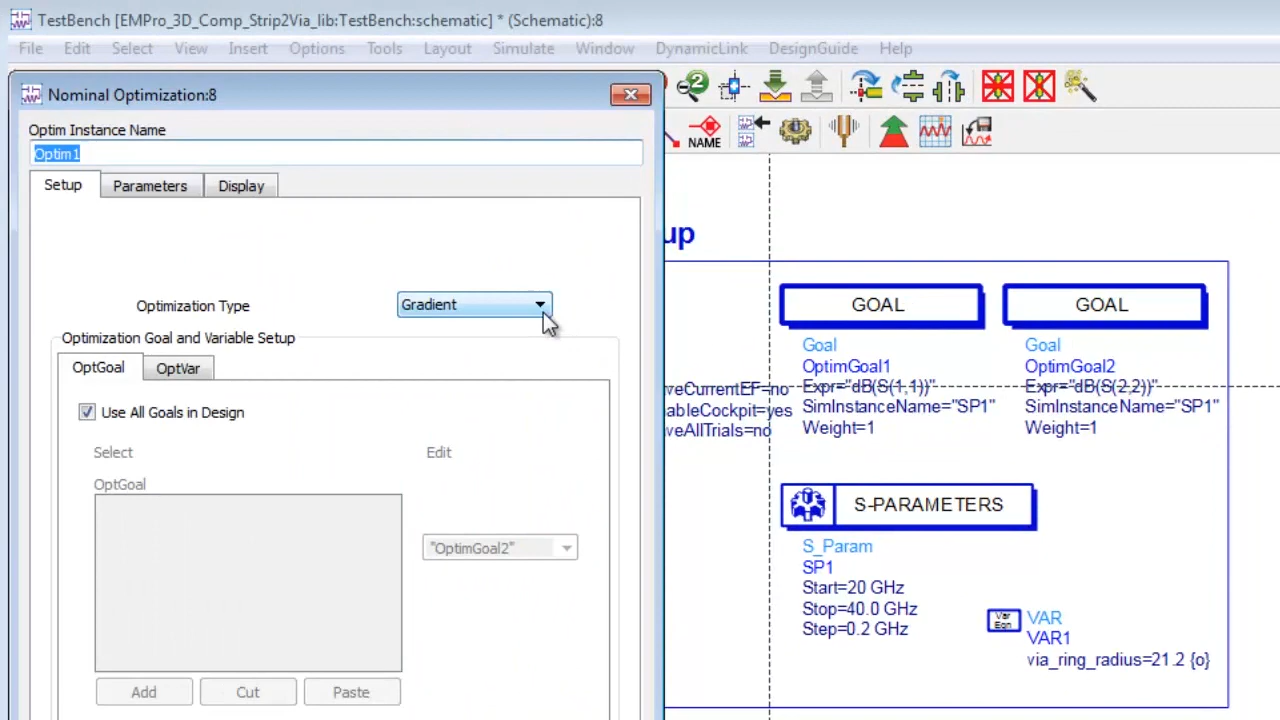 TestBench [EMPro_3D_Comp_Strip2Via_lib:TestBench:schematic] * (Schematic):8
File Edit Select View Insert Options Tools Layout Simulate Window DynamicLink DesignGuide Help
Nominal Optimization:8
2
Optim Instance Name
Optim1
NAME
Setup Parameters Display
up
Optimization Type Gradient
GOAL GOAL
Optimization Goal and Variable Setup
Goal Goal
OptGoal OptVar
OptimGoal1 OptimGoal2
veCurrentEF=no Expr="dB(S(1,1))" Expr="dB(S(2,2))"
Use All Goals in Design
ableCockpit=yes SimInstanceName="SP1" SimInstanceName="SP1"
veAllTrials=no Weight=1 Weight=1
Select Edit
OptGoal
S-PARAMETERS
"OptimGoal2"
S_Param
SP1
Start=20 GHz
Stop=40.0 GHz
Step=0.2 GHz
Var
Eqn
VAR
VAR1
via_ring_radius=21.2 {o}
Add Cut Paste